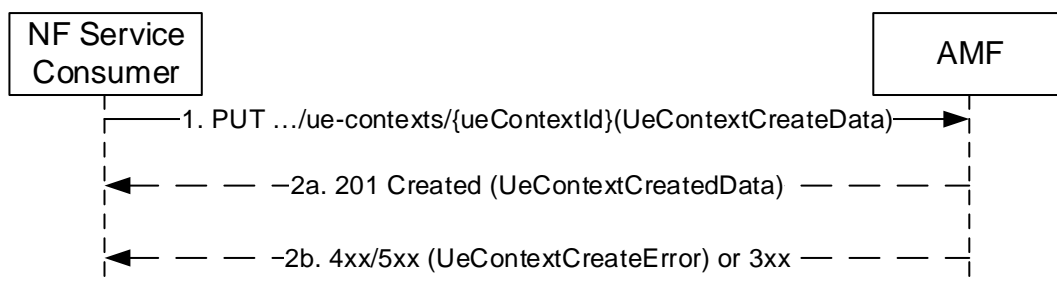 NF Service
Consumer
AMF
1. PUT …/ue-contexts/{ueContextId}(UeContextCreateData)
2a. 201 Created (UeContextCreatedData)
2b. 4xx/5xx (UeContextCreateError) or 3xx